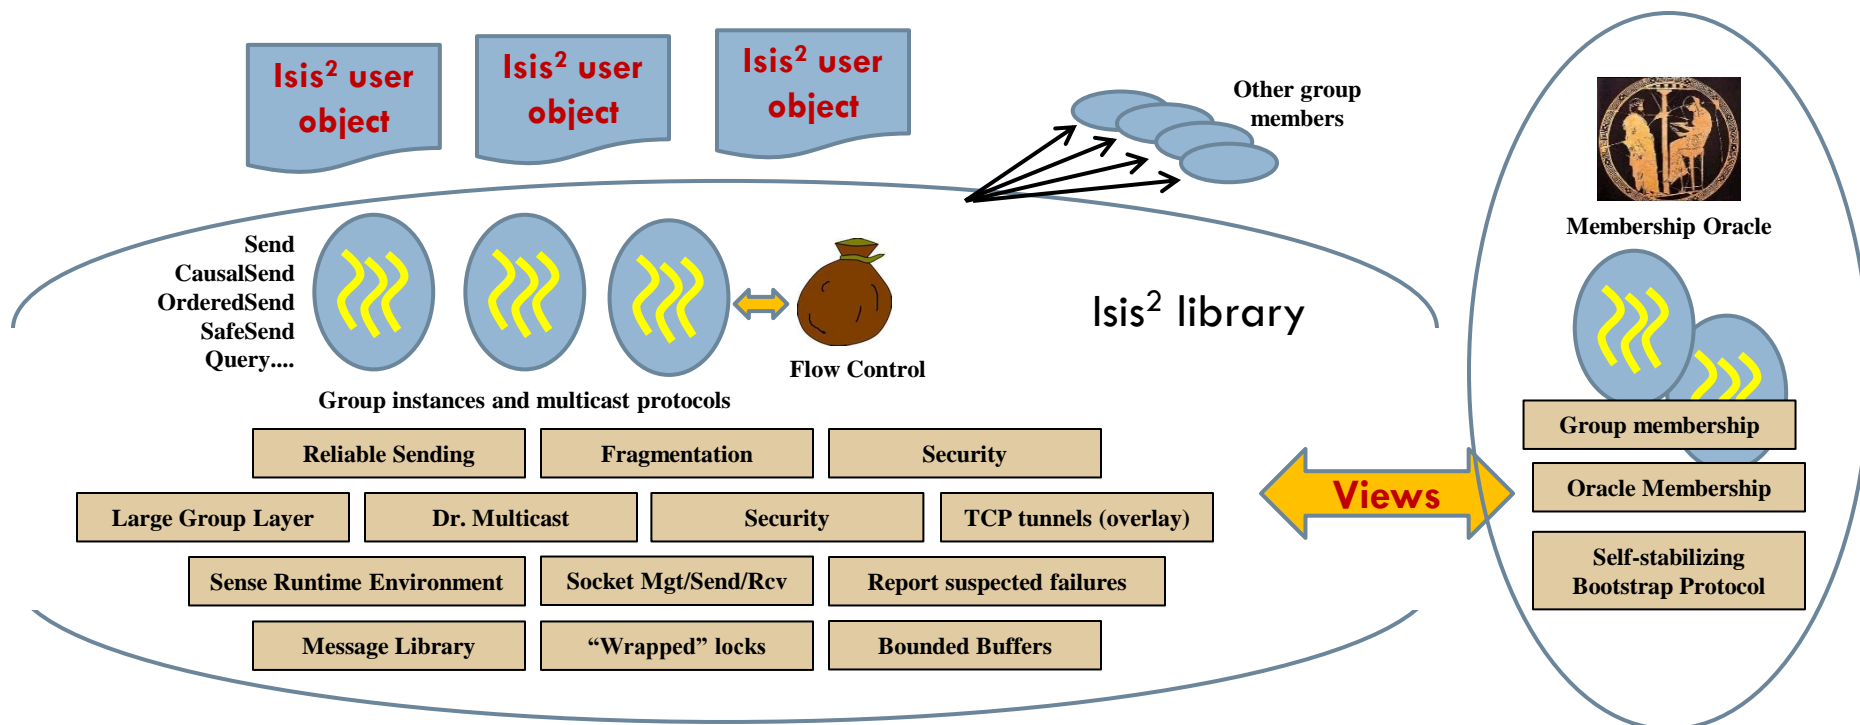 Isis² user
object
Isis² user
object
Isis² user
object
Other group
members
Membership Oracle
Send
CausalSend
OrderedSend
SafeSend
Query....
Flow Control
Isis² library
Group instances and multicast protocols
Reliable Sending
Fragmentation
Security
Large Group Layer
Dr. Multicast
Security
TCP tunnels (overlay)
Sense Runtime Environment
Socket Mgt/Send/Rcv
Report suspected failures
Message Library
“Wrapped” locks
Bounded Buffers
Views
Group membership
Oracle Membership
Self-stabilizing
Bootstrap Protocol